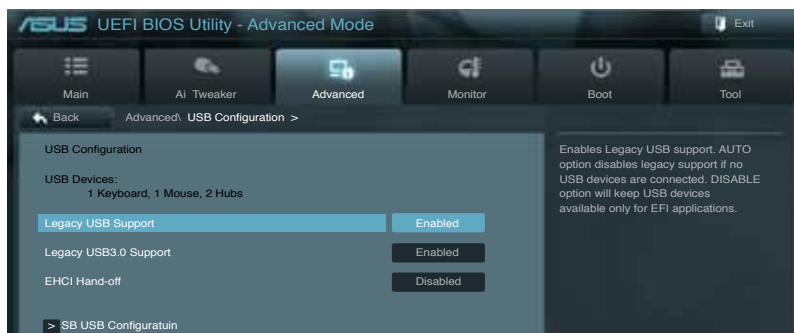 ASUS UEFI BIOS Utility - Advanced Mode
Exit
Main
Ai Tweaker
Advanced
Monitor
Boot
Tool
Back
Advanced\ USB Configuration >
USB Configuration
USB Devices:
1 Keyboard, 1 Mouse, 2 Hubs
Legacy USB Support Enabled
Legacy USB3.0 Support Enabled
EHCI Hand-off Disabled
> SB USB Configuratuin
Enables Legacy USB support. AUTO
option disables legacy support if no
USB devices are connected. DISABLE
option will keep USB devices
available only for EFI applications.